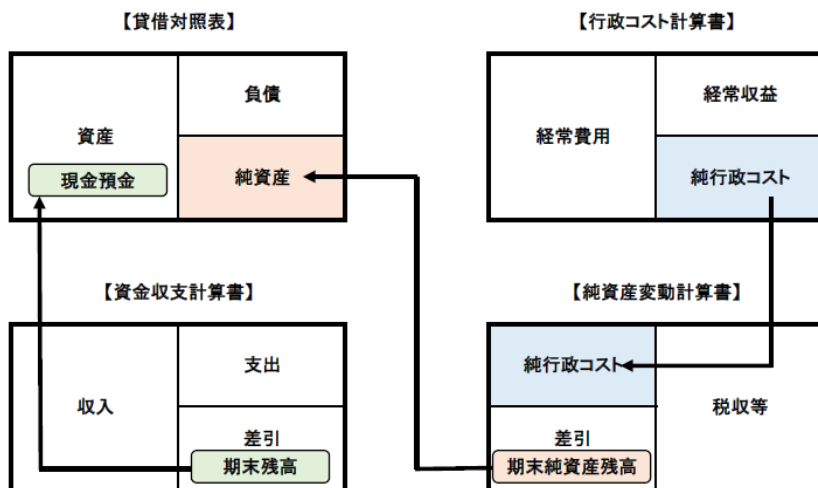 【貸借対照表】
資産
現金預金
負債
純資産
【行政コスト計算書】
経常費用
経常収益
純行政コスト
【資金収支計算書】
収入
支出
差引
期末残高
【純資産変動計算書】
純行政コスト
差引
期末純資産残高
税収等